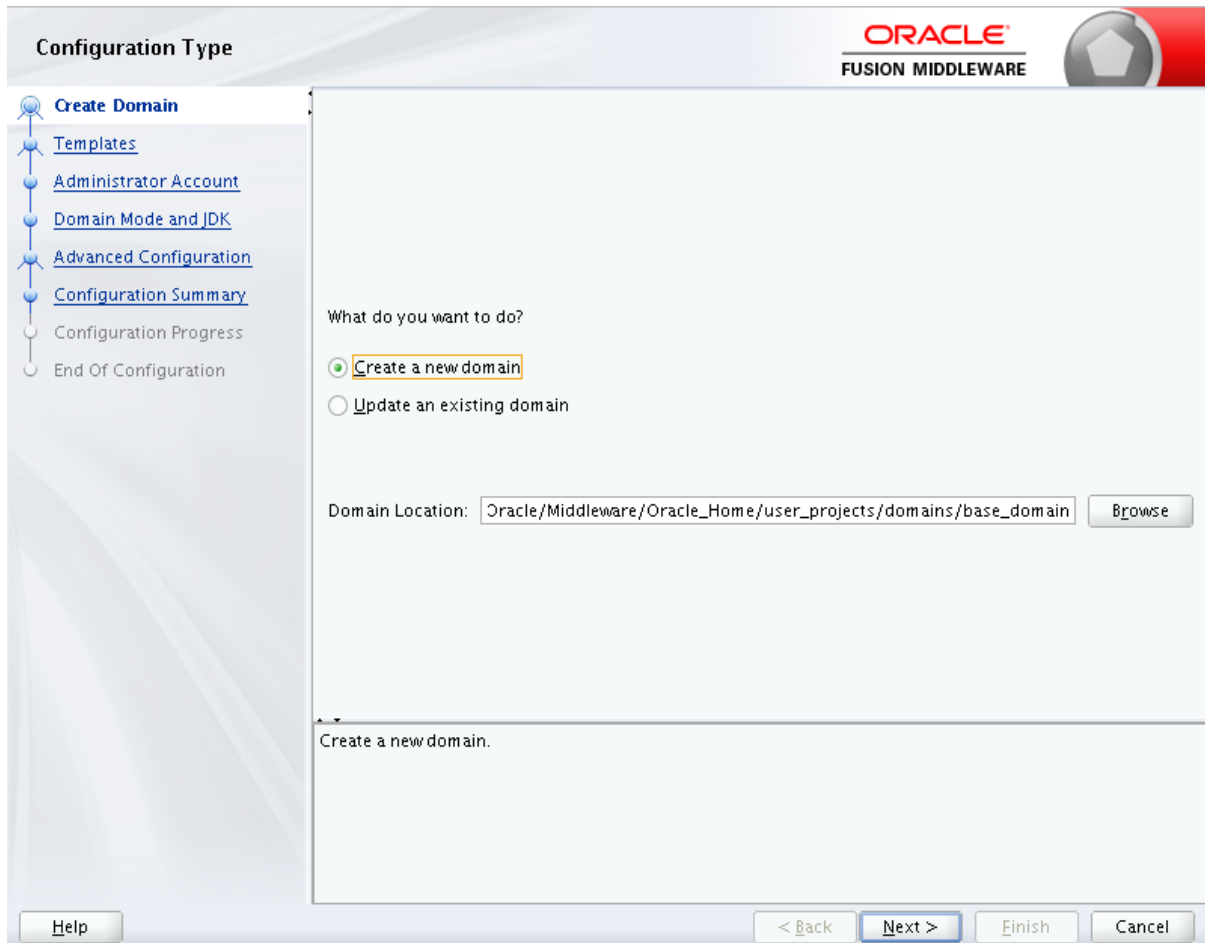 Configuration Type
ORACLE
FUSION MIDDLEWARE
Create Domain
Templates
Administrator Account
Domain Mode and JDK
Advanced Configuration
Configuration Summary
Configuration Progress
End Of Configuration
What do you want to do?
Create a new domain
Update an existing domain
Domain Location: Oracle/Middleware/Oracle_Home/user_projects/domains/base_domain Browse
Create a new domain.
Help < Back Next > Finish Cancel